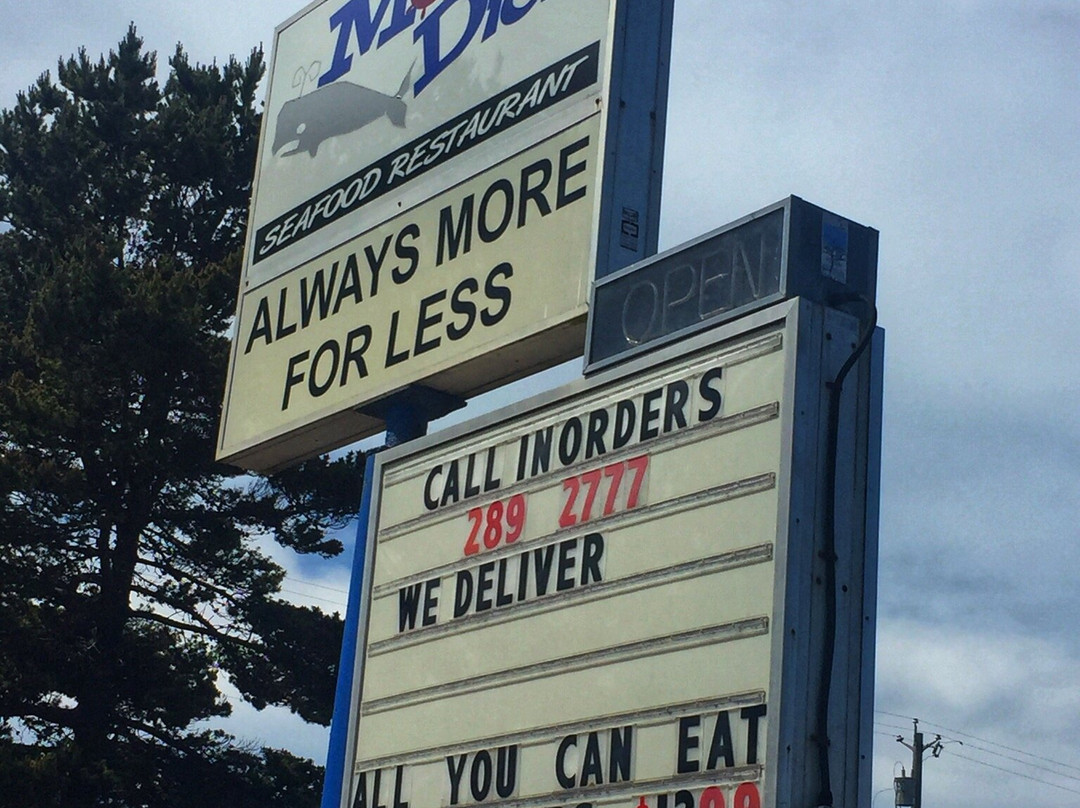 SEAFOOD RESTAURANT
ALWAYS MORE
FOR LESS
OPEN
CALL IN ORDERS
289 2777
WE DELIVER
ALL YOU CAN EAT